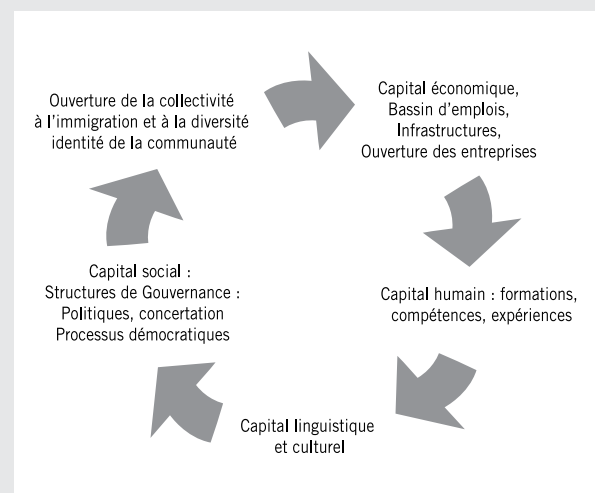 Ouverture de la collectivité
à l'immigration et à la diversité
identité de la communauté
Capital économique,
Bassin d'emplois,
Infrastructures,
Ouverture des entreprises
Capital humain : formations,
compétences, expériences
Capital linguistique
et culturel
Capital social :
Structures de Gouvernance :
Politiques, concertation
Processus démocratiques